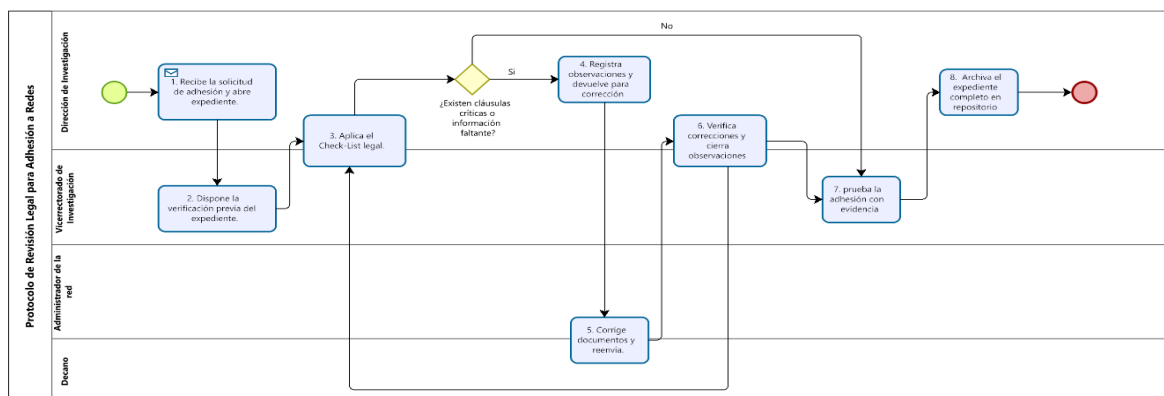 Protocolo de Revisión Legal para Adhesión a Redes
Dirección de Investigación
Vicerrectorado de
Investigación
Administrador de la
red
Decano
1. Recibe la solicitud
de adhesión y abre
expediente.
2. Dispone la
verificación previa del
expediente.
3. Aplica el
Check-List legal.
¿Existen cláusulas
críticas o
información
faltante?
Si
No
4. Registra
observaciones y
devuelve para
corrección
5. Corrige
documentos y
reenvía.
6. Verifica
correcciones y
cierra
observaciones
7. prueba la
adhesión con
evidencia
8. Archiva el
expediente
completo en
repositorio